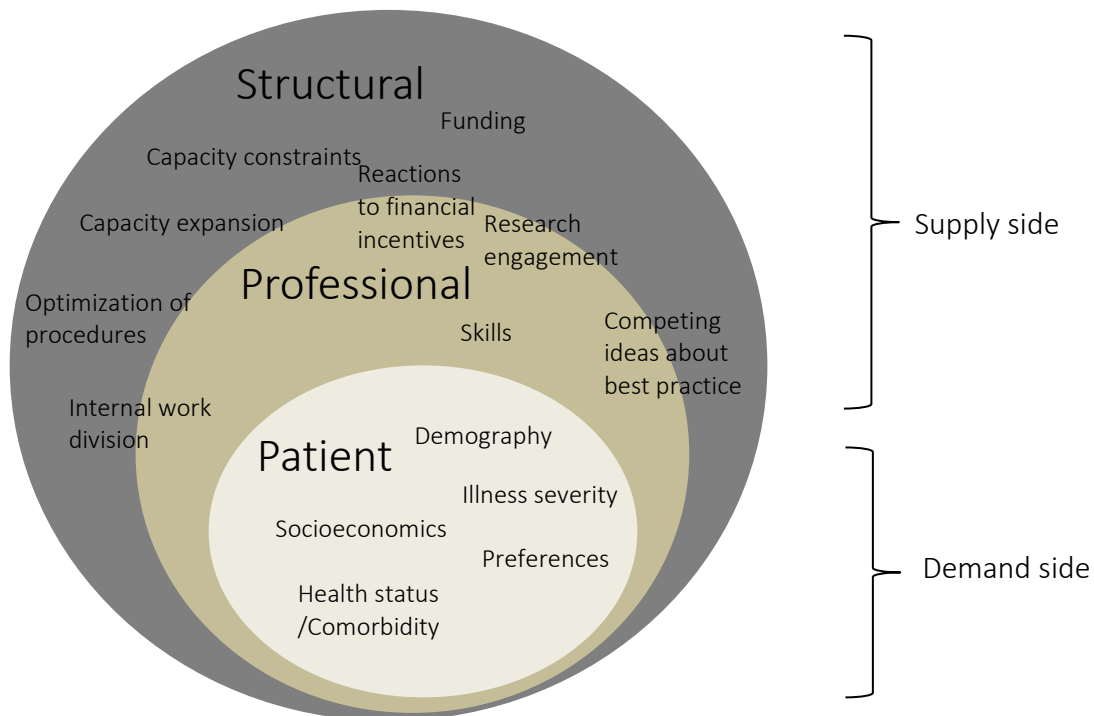 Structural
Funding
Capacity constraints
Reactions
to financial
incentives
Capacity expansion
Research
engagement
Supply side
Professional
Optimization of
procedures
Skills
Competing
ideas about
best practice
Internal work
division
Patient
Demography
Illness severity
Socioeconomics
Preferences
Demand side
Health status
/Comorbidity